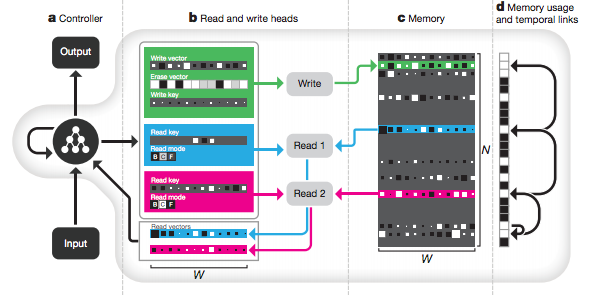 a Controller
b Read and write heads
c Memory
d Memory usage
and temporal links
Output
Input
Write vector
Erase vector
Write key
Read key
Read mode
B C F
Read key
Read mode
B C F
Read vectors
W
Write
Read 1
Read 2
N
W